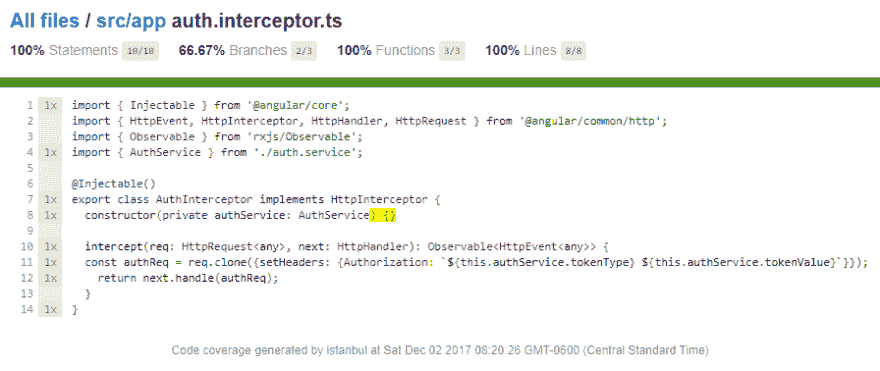 All files / src/app auth.interceptor.ts
100% Statements 10/10 66.67% Branches 2/3 100% Functions 3/3 100% Lines 8/8
1 1x import { Injectable } from '@angular/core';
2 import { HttpEvent, HttpInterceptor, HttpHandler, HttpRequest } from '@angular/common/http';
3 import { Observable } from 'rxjs/Observable';
4 1x import { AuthService } from './auth.service';
5
6 @Injectable()
7 1x export class AuthInterceptor implements HttpInterceptor {
8 1x constructor(private authService: AuthService) {}
9
10 1x intercept(req: HttpRequest<any>, next: HttpHandler): Observable<HttpEvent<any>> {
11 1x const authReq = req.clone({setHeaders: {Authorization: `${this.authService.tokenType} ${this.authService.tokenValue}`}});
12 1x return next.handle(authReq);
13 1x }
14 1x }
Code coverage generated by istanbul at Sat Dec 02 2017 08:20:26 GMT-0600 (Central Standard Time)